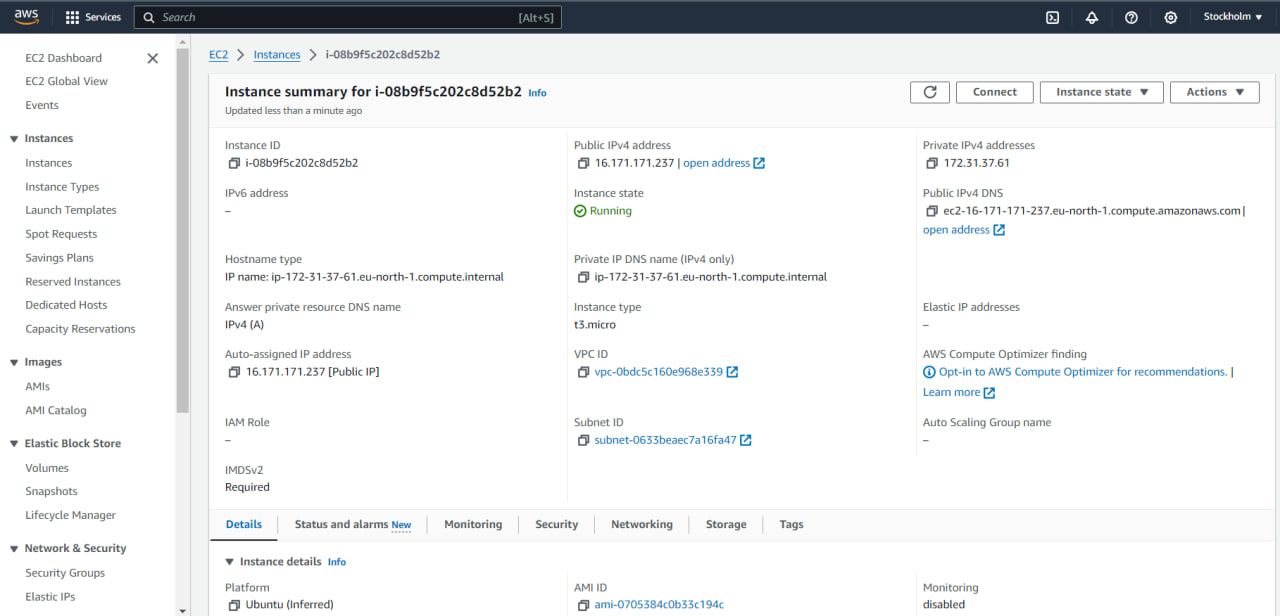 aws
Services
Search [Alt+S]
Stockholm
EC2 Dashboard
EC2 Global View
Events
Instances
Instances
Instance Types
Launch Templates
Spot Requests
Savings Plans
Reserved Instances
Dedicated Hosts
Capacity Reservations
Images
AMIs
AMI Catalog
Elastic Block Store
Volumes
Snapshots
Lifecycle Manager
Network & Security
Security Groups
Elastic IPs
EC2 > Instances > i-08b9f5c202c8d52b2
Instance summary for i-08b9f5c202c8d52b2 Info
Updated less than a minute ago
Connect
Instance state
Actions
Instance ID
i-08b9f5c202c8d52b2
Public IPv4 address
16.171.171.237 | open address
Private IPv4 addresses
172.31.37.61
IPv6 address
–
Instance state
Running
Public IPv4 DNS
ec2-16-171-171-237.eu-north-1.compute.amazonaws.com |
open address
Hostname type
IP name: ip-172-31-37-61.eu-north-1.compute.internal
Private IP DNS name (IPv4 only)
ip-172-31-37-61.eu-north-1.compute.internal
Answer private resource DNS name
IPv4 (A)
Instance type
t3.micro
Elastic IP addresses
–
Auto-assigned IP address
16.171.171.237 [Public IP]
VPC ID
vpc-0bdc5c160e968e339
AWS Compute Optimizer finding
Opt-in to AWS Compute Optimizer for recommendations. |
Learn more
IAM Role
–
Subnet ID
subnet-0633beaec7a16fa47
Auto Scaling Group name
–
IMDSv2
Required
Details
Status and alarms New
Monitoring
Security
Networking
Storage
Tags
Instance details Info
Platform
Ubuntu (Inferred)
AMI ID
ami-0705384c0b33c194c
Monitoring
disabled